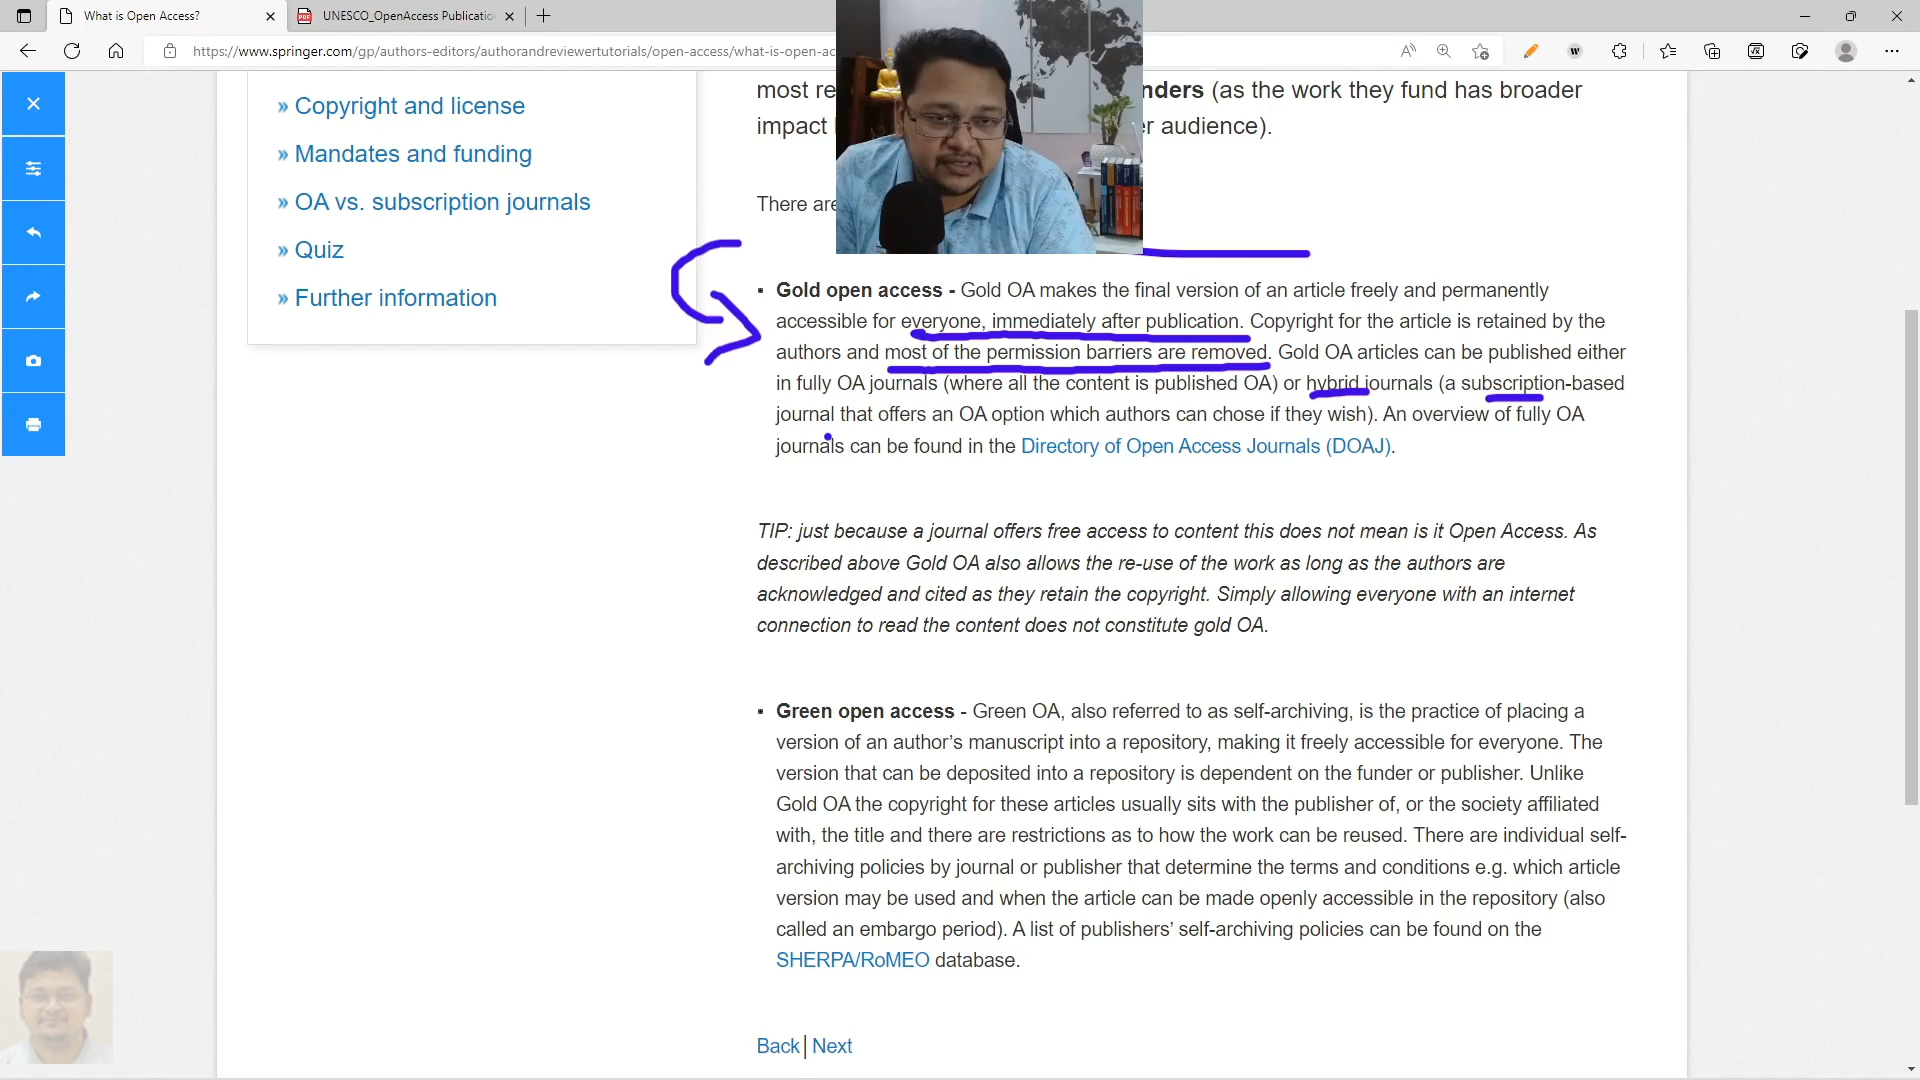 What is Open Access?
UNESCO_OpenAccess Publicatio
https://www.springer.com/gp/authors-editors/authorandreviewertutorials/open-access/what-is-open-ac
» Copyright and license
» Mandates and funding
» OA vs. subscription journals
» Quiz
» Further information
most re nders (as the work they fund has broader
impact r audience).
There are
▪ Gold open access - Gold OA makes the final version of an article freely and permanently
accessible for everyone, immediately after publication. Copyright for the article is retained by the
authors and most of the permission barriers are removed. Gold OA articles can be published either
in fully OA journals (where all the content is published OA) or hybrid journals (a subscription-based
journal that offers an OA option which authors can chose if they wish). An overview of fully OA
journals can be found in the Directory of Open Access Journals (DOAJ).
TIP: just because a journal offers free access to content this does not mean is it Open Access. As
described above Gold OA also allows the re-use of the work as long as the authors are
acknowledged and cited as they retain the copyright. Simply allowing everyone with an internet
connection to read the content does not constitute gold OA.
▪ Green open access - Green OA, also referred to as self-archiving, is the practice of placing a
version of an author’s manuscript into a repository, making it freely accessible for everyone. The
version that can be deposited into a repository is dependent on the funder or publisher. Unlike
Gold OA the copyright for these articles usually sits with the publisher of, or the society affiliated
with, the title and there are restrictions as to how the work can be reused. There are individual self-
archiving policies by journal or publisher that determine the terms and conditions e.g. which article
version may be used and when the article can be made openly accessible in the repository (also
called an embargo period). A list of publishers’ self-archiving policies can be found on the
SHERPA/RoMEO database.
Back | Next